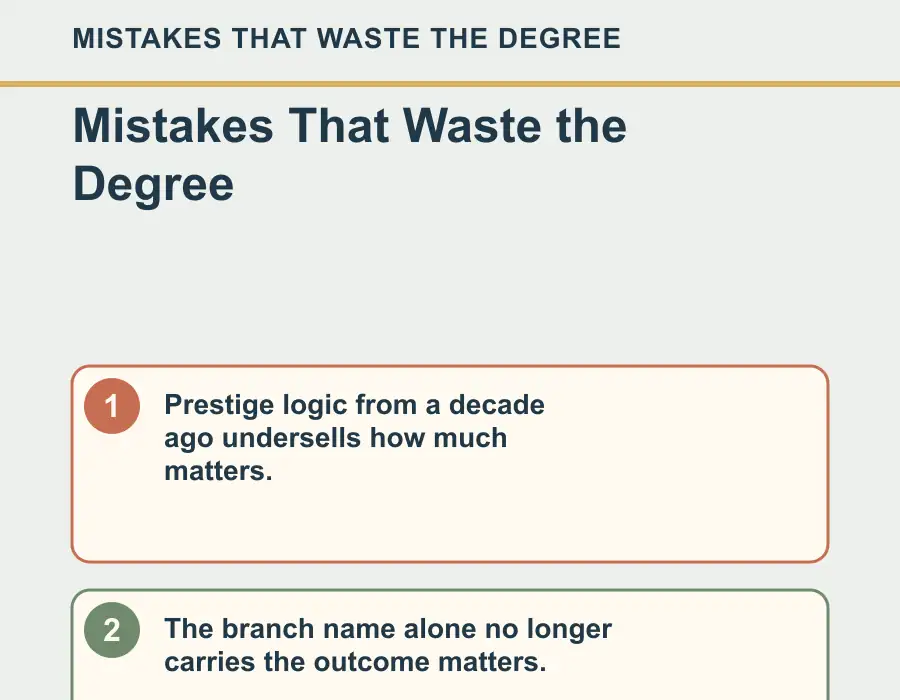 MISTAKES THAT WASTE THE DEGREE
Mistakes That Waste the
Degree
1
Prestige logic from a decade
ago undersells how much
matters.
2
The branch name alone no longer
carries the outcome matters.